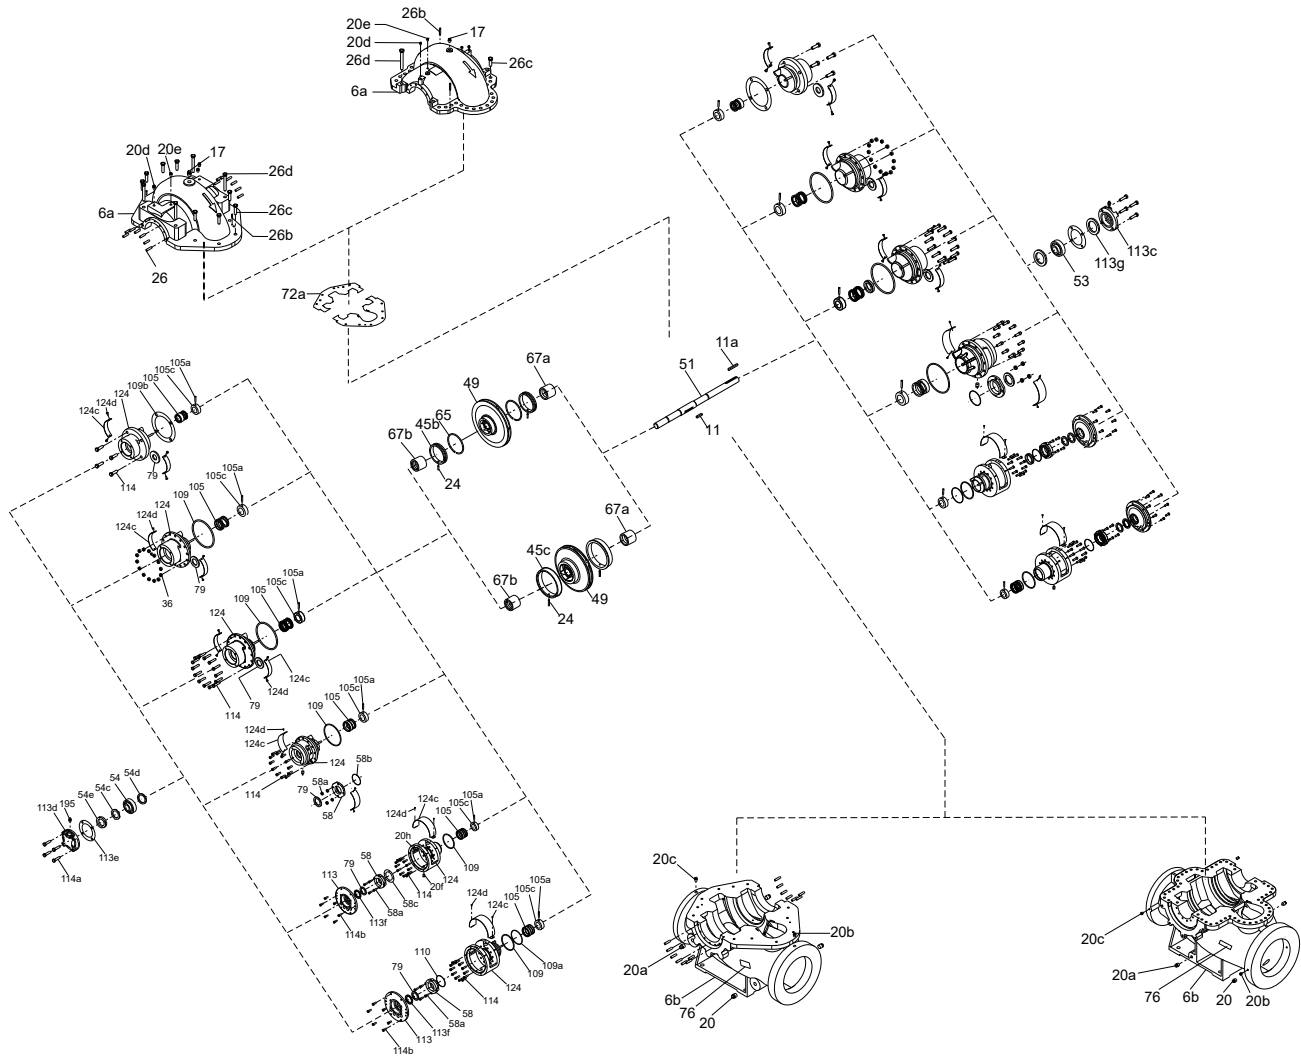 26b
20e
17
20d
26d
26c
6a
20d
20e
17
26d
6a
26c
26b
26
72a
113c
113g
53
11a
51
11
67a
49
65
45b
67b
24
67a
45c
67b
49
24
105a
105c
105
109b
124
124d
124c
79
114
105a
105c
105
109
124
124d
124c
79
36
105a
105c
105
109
124
124c
124d
79
114
105a
105c
105
109
124d
124c
124
114
58b
58a
79
58
54d
54
54c
54e
195
113d
113e
114a
105a
105c
105
124c
124d
20h
109
58
79
113
124
20f
114
58c
58a
113f
114b
105a
105c
105
124d
124c
109a
109
110
79
124
114
58
58a
113f
113
114b
20c
20b
20a
6b
76
20
20c
20a
76
6b
20
20b